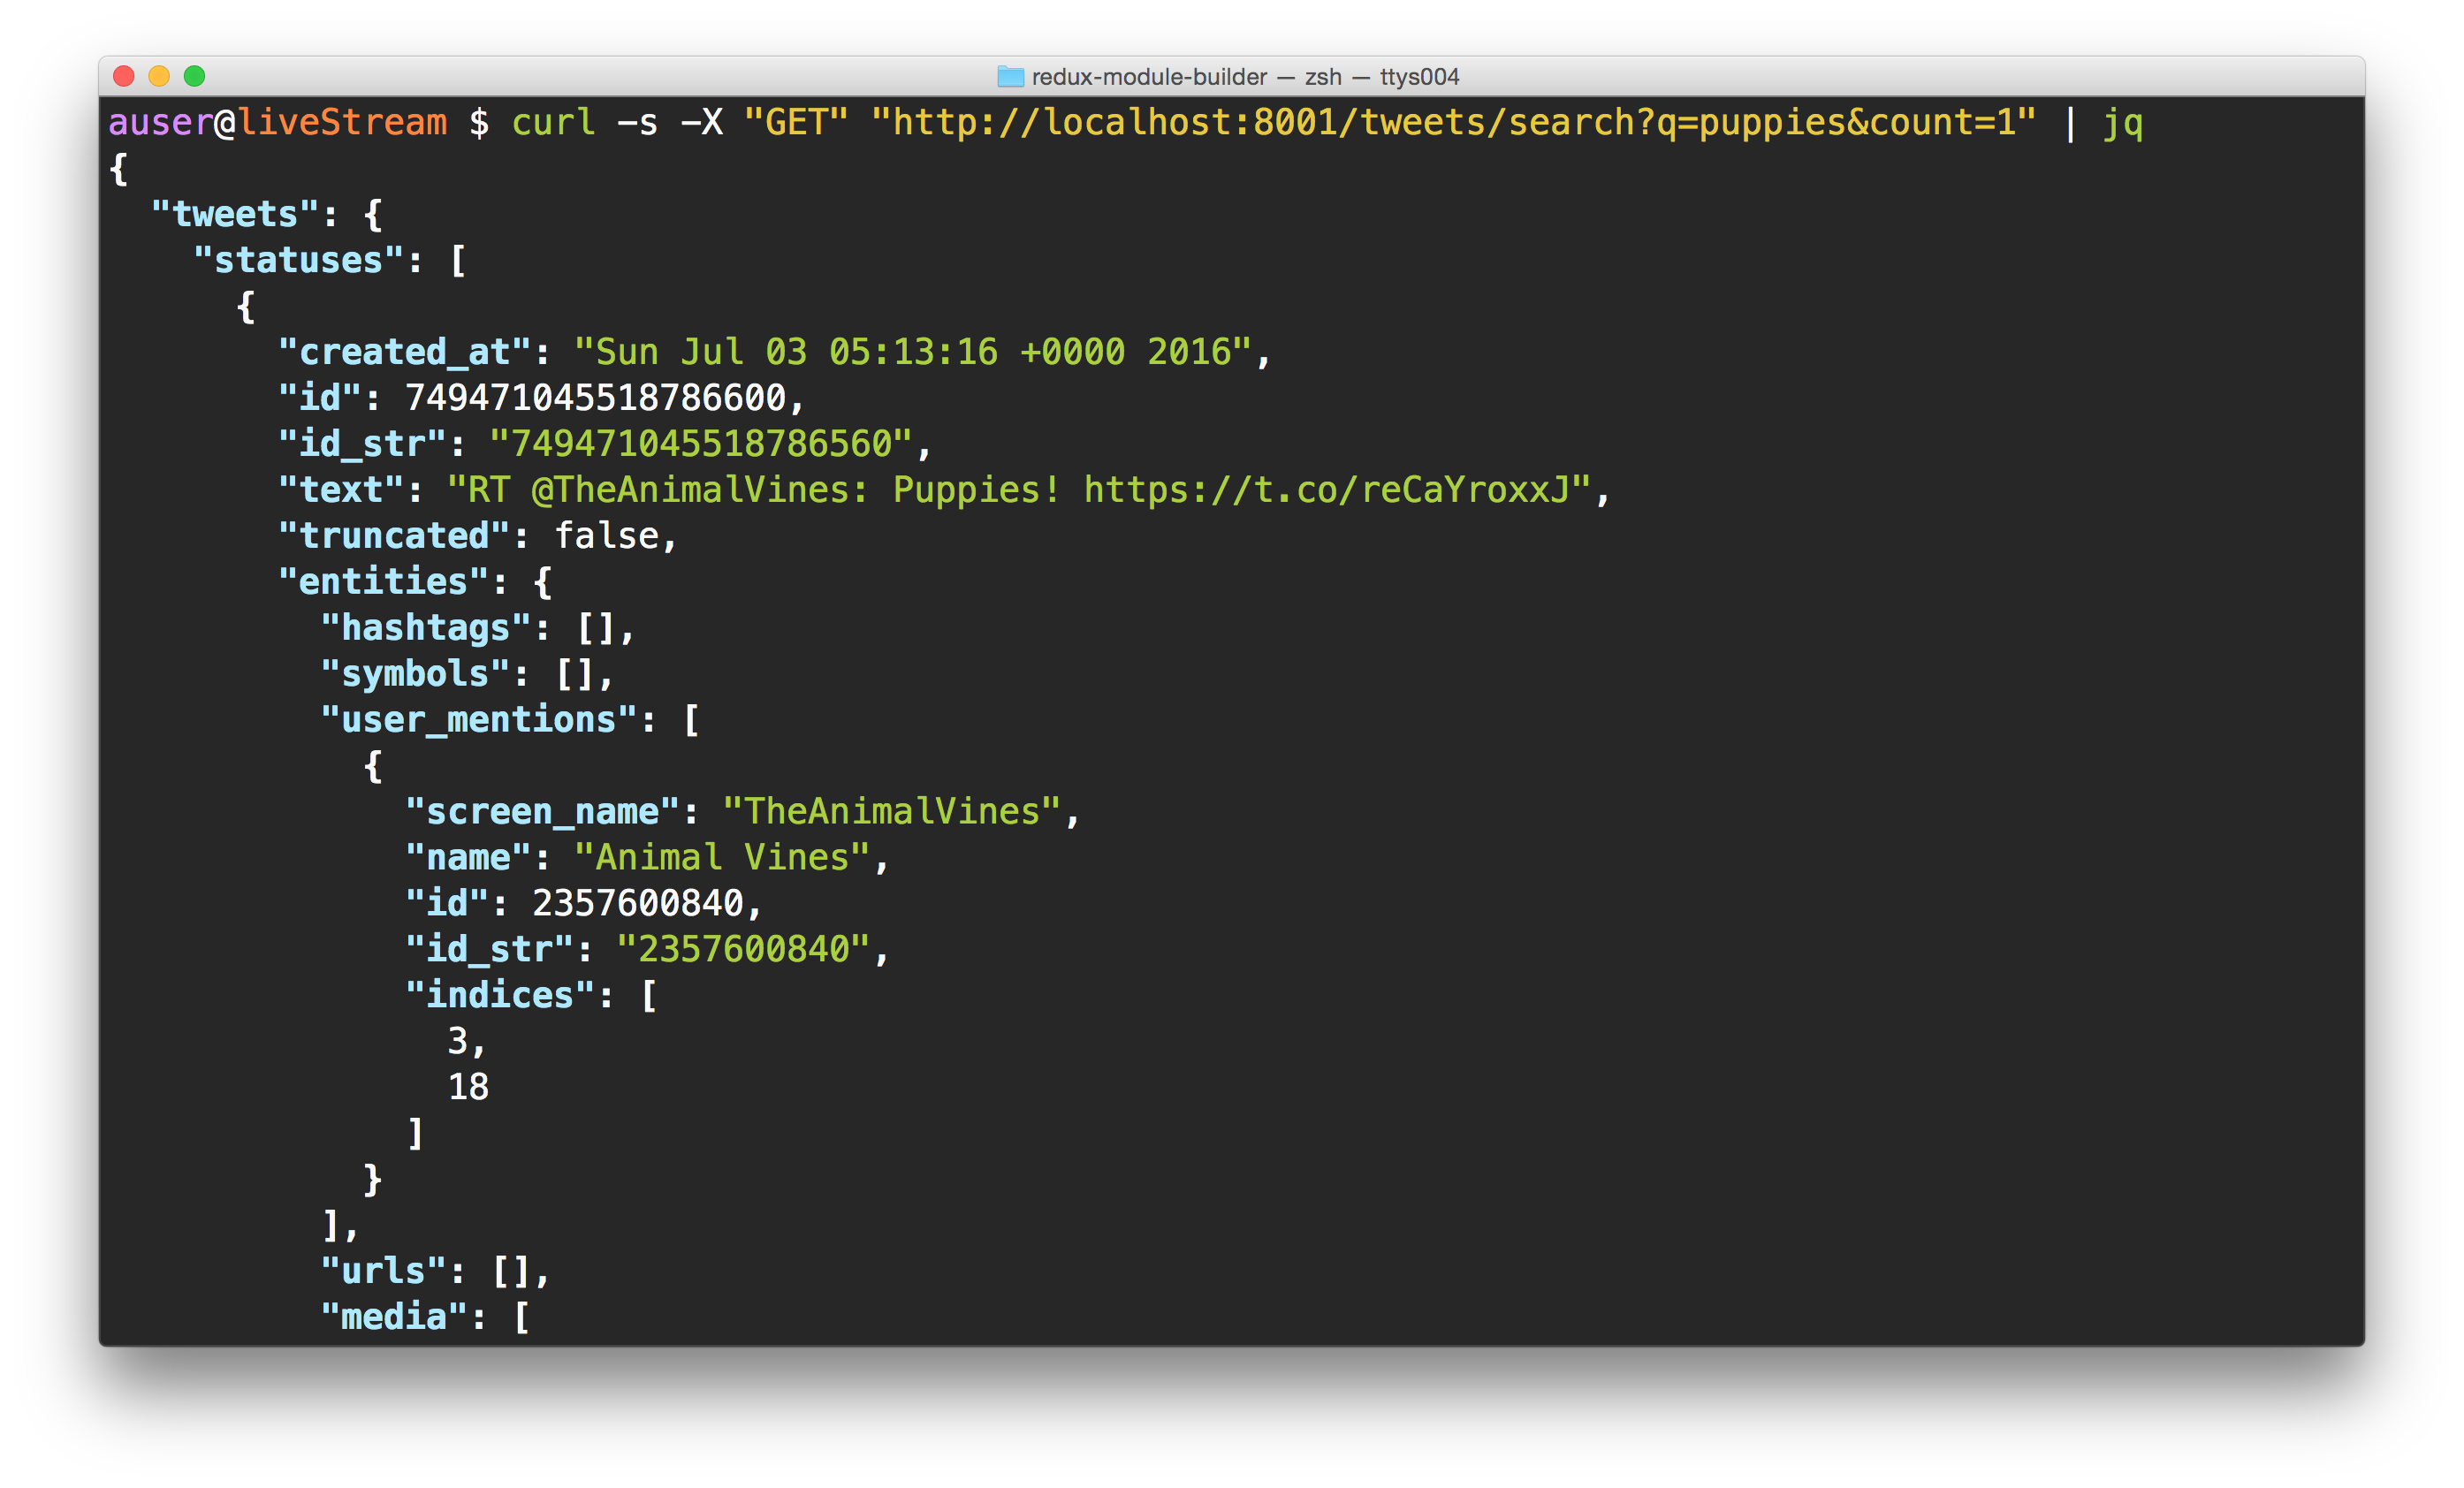 redux-module-builder — zsh — ttys004
auser@liveStream $ curl -s -X "GET" "http://localhost:8001/tweets/search?q=puppies&count=1" | jq
{
  "tweets": {
    "statuses": [
      {
        "created_at": "Sun Jul 03 05:13:16 +0000 2016",
        "id": 749471045518786600,
        "id_str": "749471045518786560",
        "text": "RT @TheAnimalVines: Puppies! https://t.co/reCaYroxxJ",
        "truncated": false,
        "entities": {
          "hashtags": [],
          "symbols": [],
          "user_mentions": [
            {
              "screen_name": "TheAnimalVines",
              "name": "Animal Vines",
              "id": 2357600840,
              "id_str": "2357600840",
              "indices": [
                3,
                18
              ]
            }
          ],
          "urls": [],
          "media": [